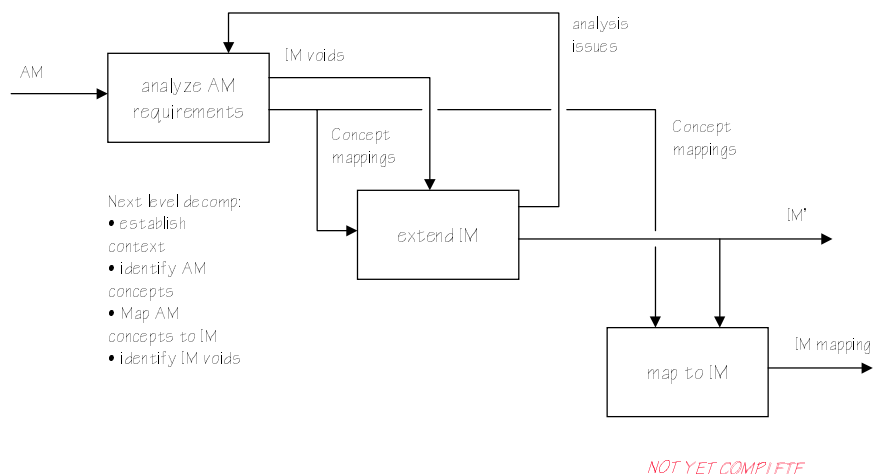 analysis
issues
IM voids
AM
analyze AM
requirements
Concept
mappings
Concept
mappings
Next level decomp:
• establish
context
• identify AM
concepts
• Map AM
concepts to IM
• identify IM voids
extend IM
IM'
IM mapping
map to IM
NOT YET COMPLETE